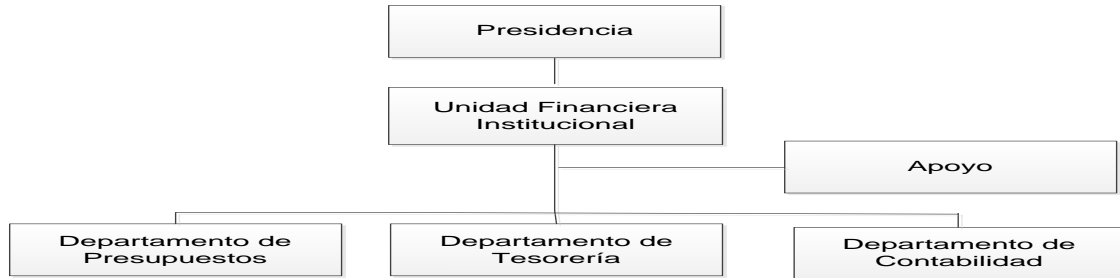 Presidencia
Unidad Financiera
Institucional
Apoyo
Departamento de
Presupuestos
Departamento de
Tesorería
Departamento de
Contabilidad